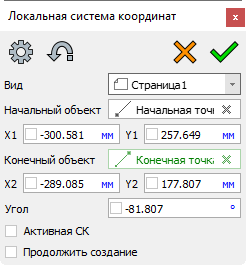 Локальная система координат x
Вид Страница1
Начальный объект Начальная точк
X1 -300.581 мм Y1 257.649 мм
Конечный объект Конечная точка
X2 -289.085 мм Y2 177.807 мм
Угол -81.807 °
Активная СК
Продолжить создание